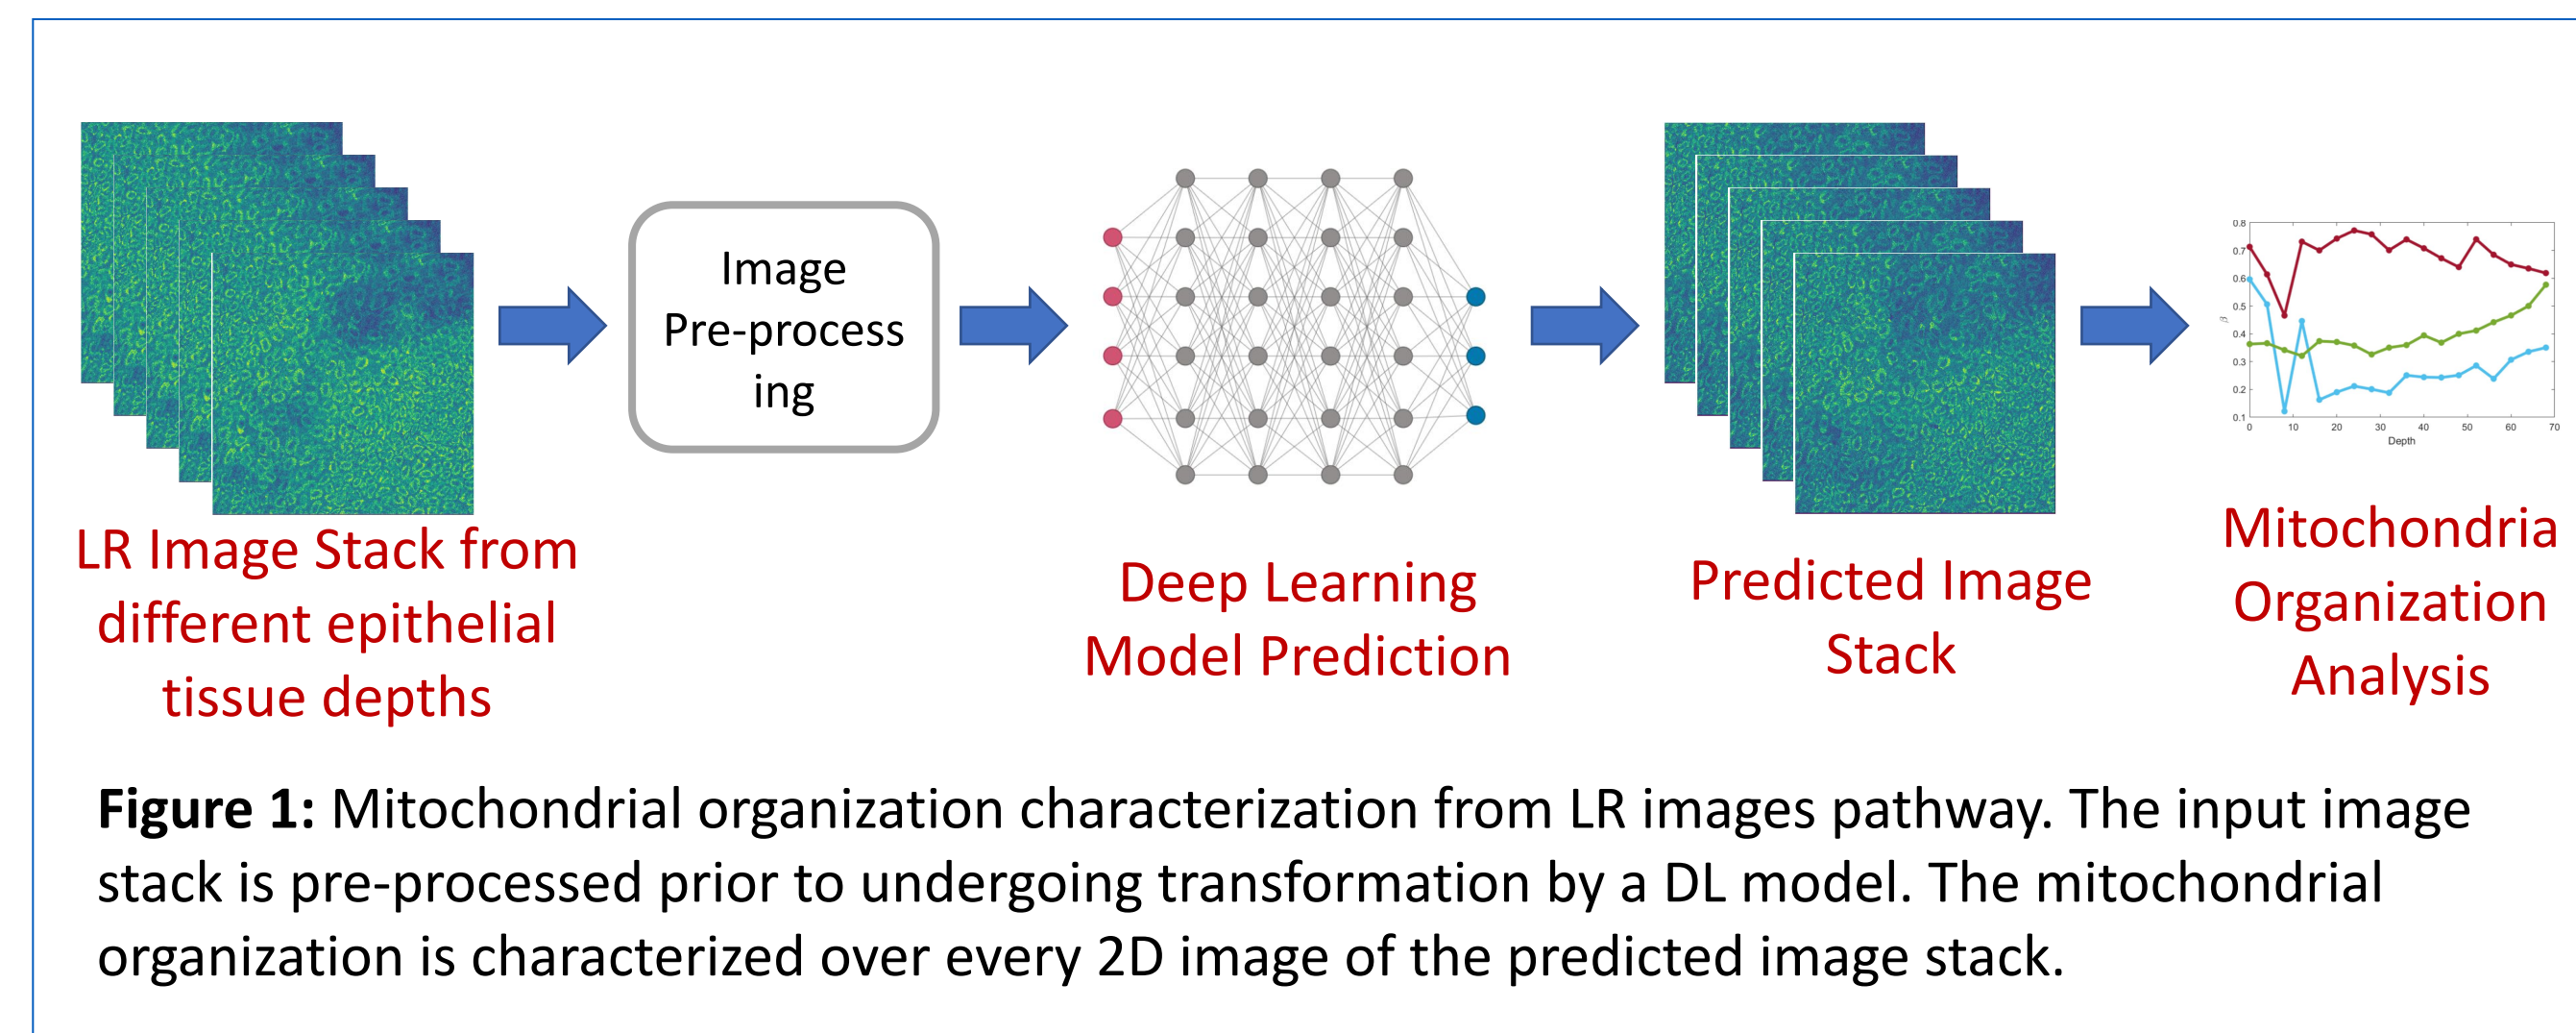 Image
Pre-process
ing
0.8
0.7
0.6
0.5
0.4
0.3
0.2
0.1
β
0 10 20 30 40 50 60 70
Depth
LR Image Stack from
different epithelial
tissue depths
Deep Learning
Model Prediction
Predicted Image
Stack
Mitochondria
Organization
Analysis
Figure 1: Mitochondrial organization characterization from LR images pathway. The input image
stack is pre-processed prior to undergoing transformation by a DL model. The mitochondrial
organization is characterized over every 2D image of the predicted image stack.